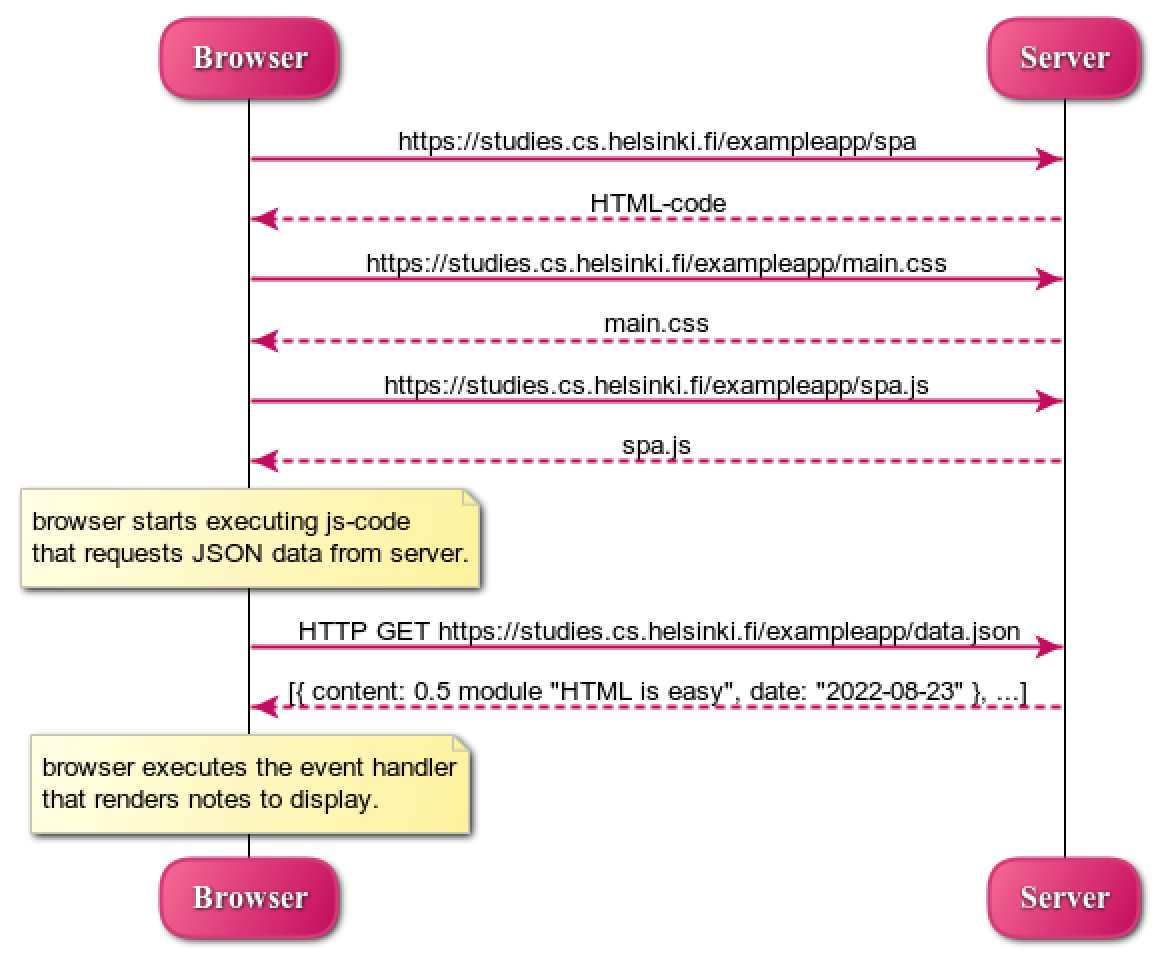 Browser
Server
https://studies.cs.helsinki.fi/exampleapp/spa
HTML-code
https://studies.cs.helsinki.fi/exampleapp/main.css
main.css
https://studies.cs.helsinki.fi/exampleapp/spa.js
spa.js
browser starts executing js-code
that requests JSON data from server.
HTTP GET https://studies.cs.helsinki.fi/exampleapp/data.json
[{ content: 0.5 module "HTML is easy", date: "2022-08-23" }, ...]
browser executes the event handler
that renders notes to display.
Browser
Server